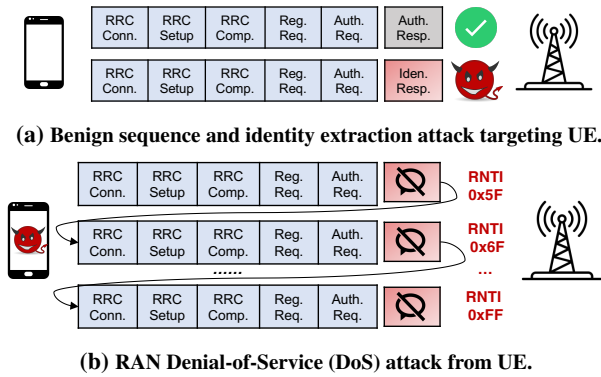 RRC Conn. RRC Setup RRC Comp. Reg. Req. Auth. Req. Auth. Resp.
RRC Conn. RRC Setup RRC Comp. Reg. Req. Auth. Req. Iden. Resp.
(a) Benign sequence and identity extraction attack targeting UE.
RRC Conn. RRC Setup RRC Comp. Reg. Req. Auth. Req. RNTI 0x5F
RRC Conn. RRC Setup RRC Comp. Reg. Req. Auth. Req. RNTI 0x6F
...... ...
RRC Conn. RRC Setup RRC Comp. Reg. Req. Auth. Req. RNTI 0xFF
(b) RAN Denial-of-Service (DoS) attack from UE.